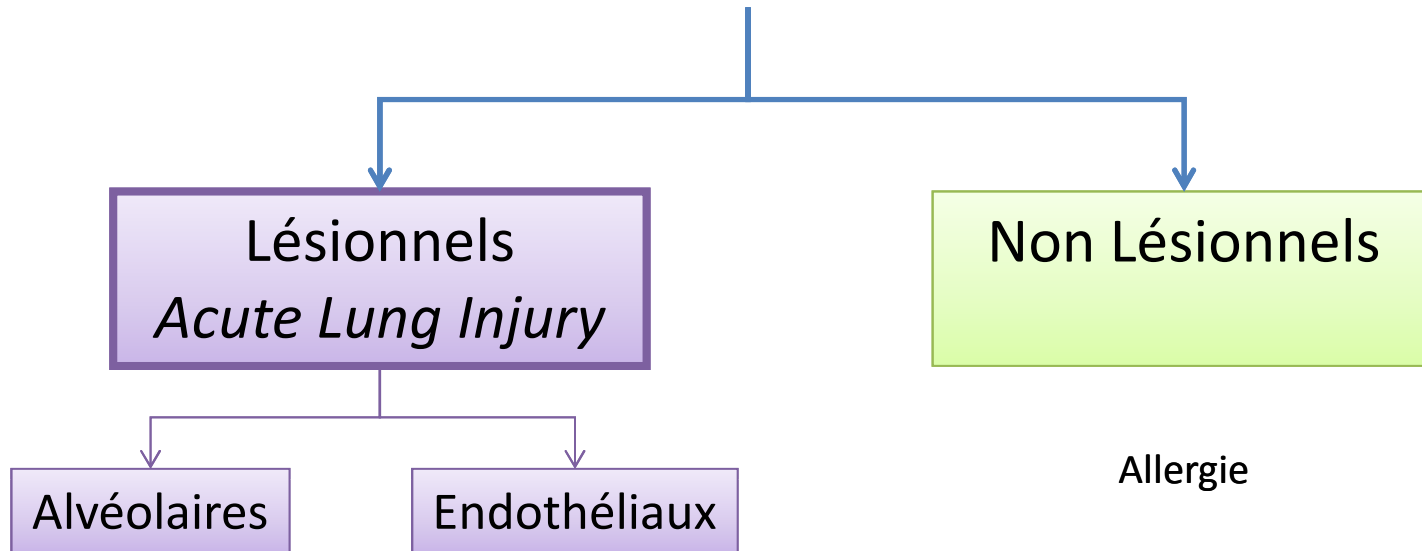 Lésionnels
Acute Lung Injury
Non Lésionnels
Alvéolaires
Endothéliaux
Allergie